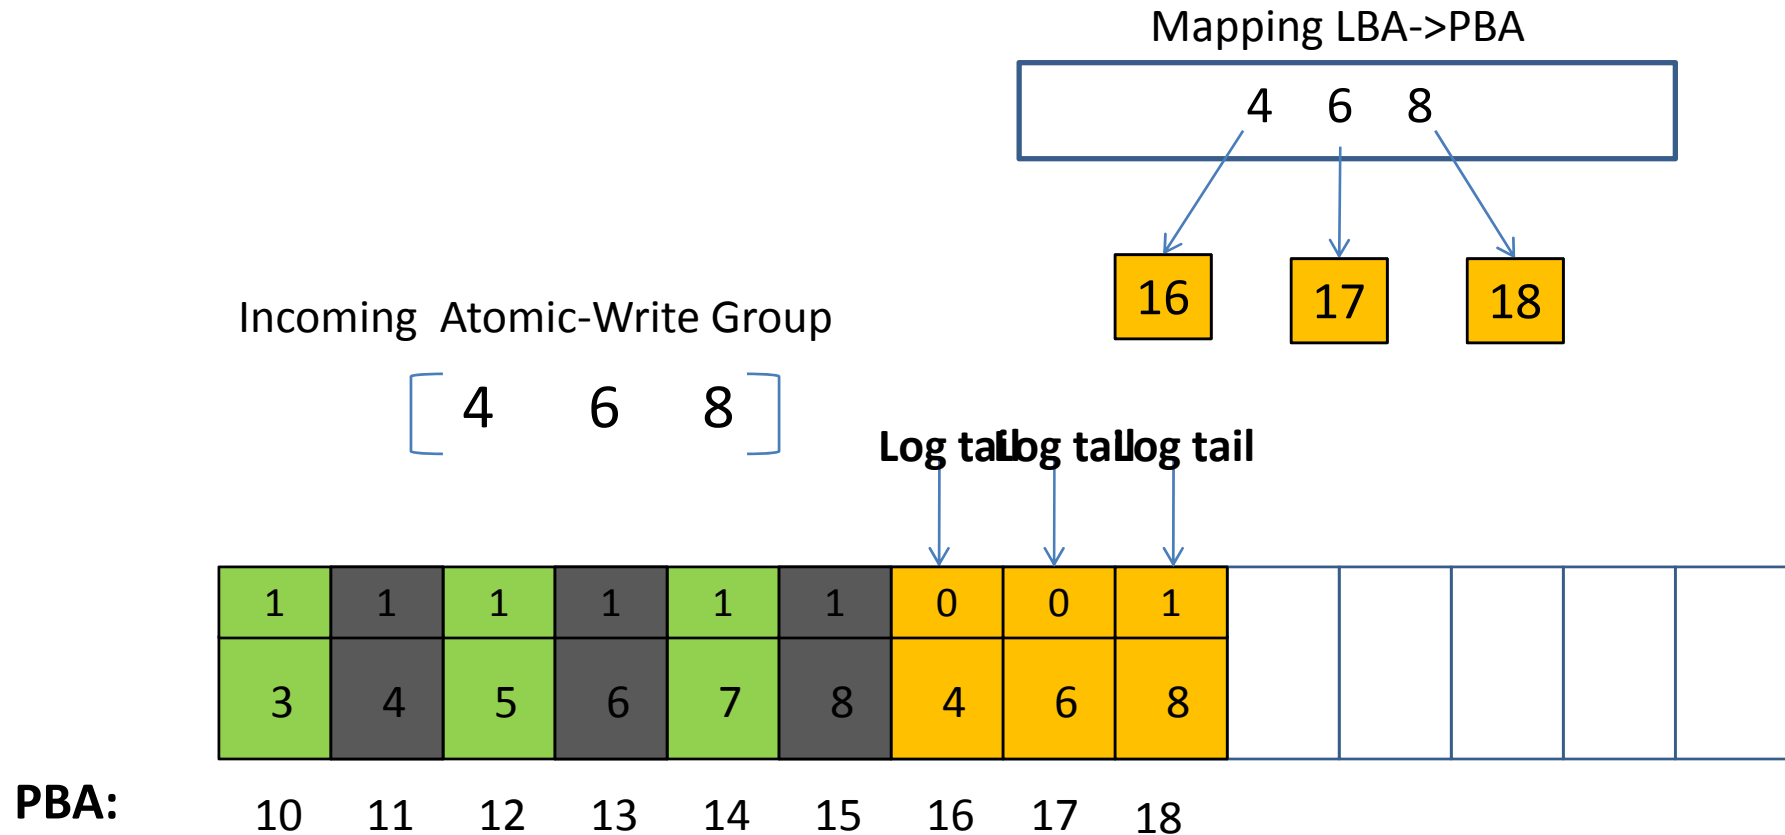 Mapping LBA->PBA
4 6 8
16 17 18
Incoming Atomic-Write Group
4 6 8
Log tail Log tail Log tail
1 1 1 1 1 1 0 0 1
3 4 5 6 7 8 4 6 8
PBA: 10 11 12 13 14 15 16 17 18